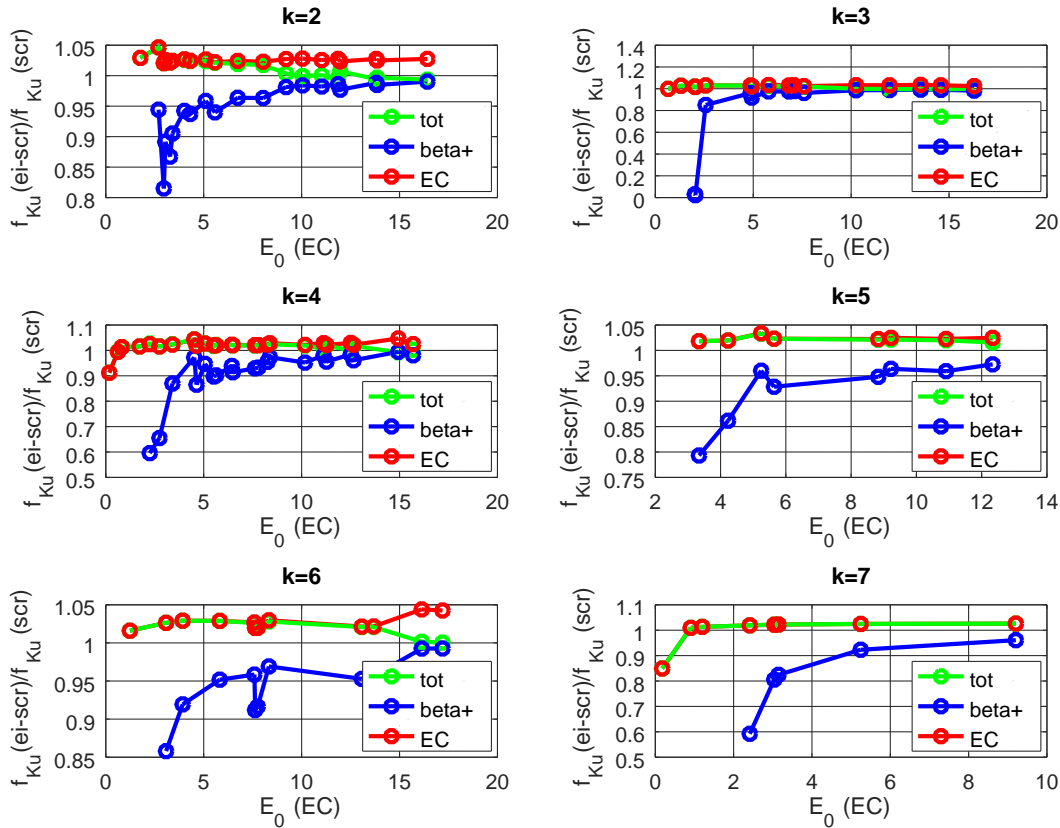 k=2
1.05
1
0.95
0.9
0.85
0.8
0 5 10 15 20
E_0 (EC)
f_Ku(ei-scr)/f_Ku (scr)
tot
beta+
EC
k=3
1.4
1.2
1
0.8
0.6
0.4
0.2
0
0 5 10 15 20
E_0 (EC)
f_Ku(ei-scr)/f_Ku (scr)
tot
beta+
EC
k=4
1.1
1
0.9
0.8
0.7
0.6
0.5
0 5 10 15 20
E_0 (EC)
f_Ku(ei-scr)/f_Ku (scr)
tot
beta+
EC
k=5
1.05
1
0.95
0.9
0.85
0.8
0.75
2 4 6 8 10 12 14
E_0 (EC)
f_Ku(ei-scr)/f_Ku (scr)
tot
beta+
EC
k=6
1.05
1
0.95
0.9
0.85
0 5 10 15 20
E_0 (EC)
f_Ku(ei-scr)/f_Ku (scr)
tot
beta+
EC
k=7
1.1
1
0.9
0.8
0.7
0.6
0.5
0 2 4 6 8 10
E_0 (EC)
f_Ku(ei-scr)/f_Ku (scr)
tot
beta+
EC